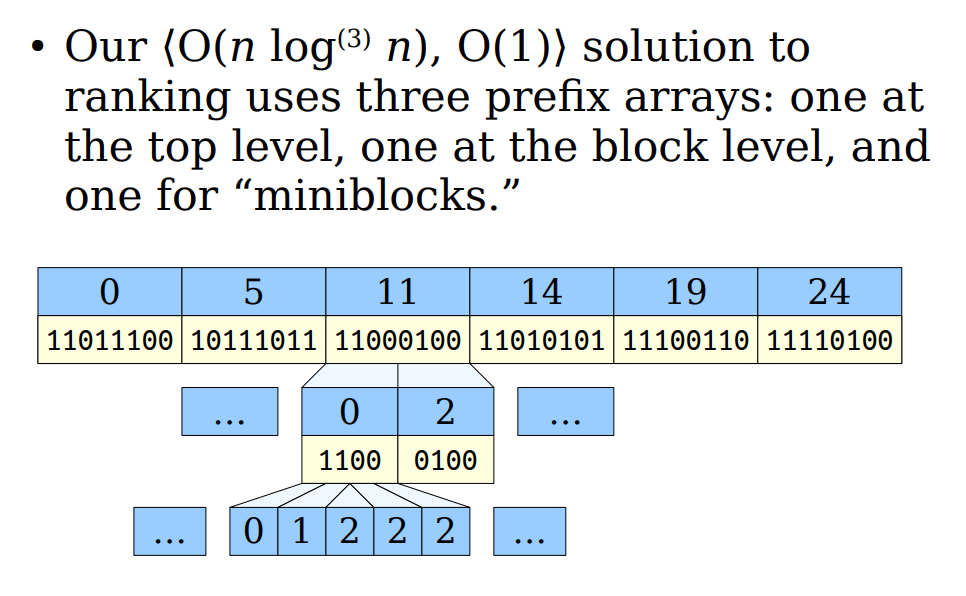 • Our ⟨O(n log⁽³⁾ n), O(1)⟩ solution to
ranking uses three prefix arrays: one at
the top level, one at the block level, and
one for “miniblocks.”
0 5 11 14 19 24
11011100 10111011 11000100 11010101 11100110 11110100
... 0 2 ...
1100 0100
... 0 1 2 2 2 ...